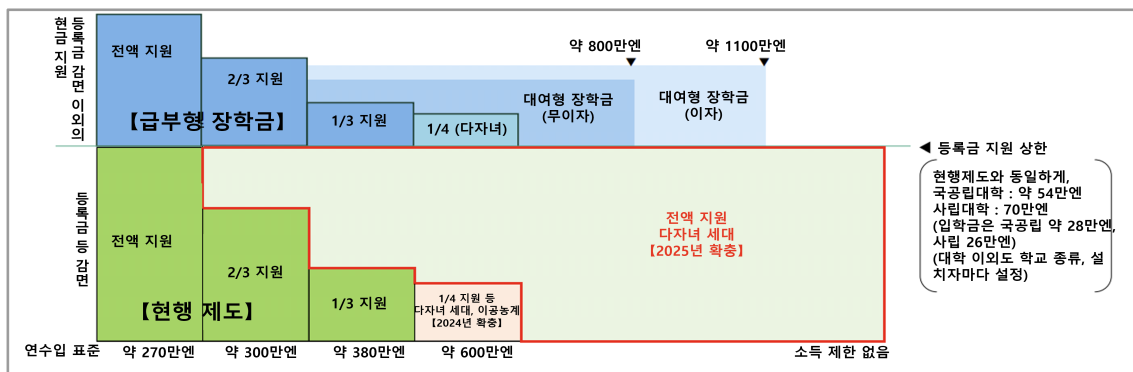 등록금 감면 이외의
현금 지원
전액 지원
2/3 지원
【급부형 장학금】
1/3 지원
1/4 (다자녀)
대여형 장학금
(무이자)
대여형 장학금
(이자)
약 800만엔
약 1100만엔
▼
▼
◀ 등록금 지원 상한
현행제도와 동일하게,
국공립대학 : 약 54만엔
사립대학 : 70만엔
(입학금은 국공립 약 28만엔,
사립 26만엔)
(대학 이외도 학교 종류, 설
치자마다 설정)
등록금 등 감면
전액 지원
2/3 지원
【현행 제도】
1/3 지원
1/4 지원 등
다자녀 세대, 이공농계
【2024년 확충】
전액 지원
다자녀 세대
【2025년 확충】
연수입 표준
약 270만엔
약 300만엔
약 380만엔
약 600만엔
소득 제한 없음